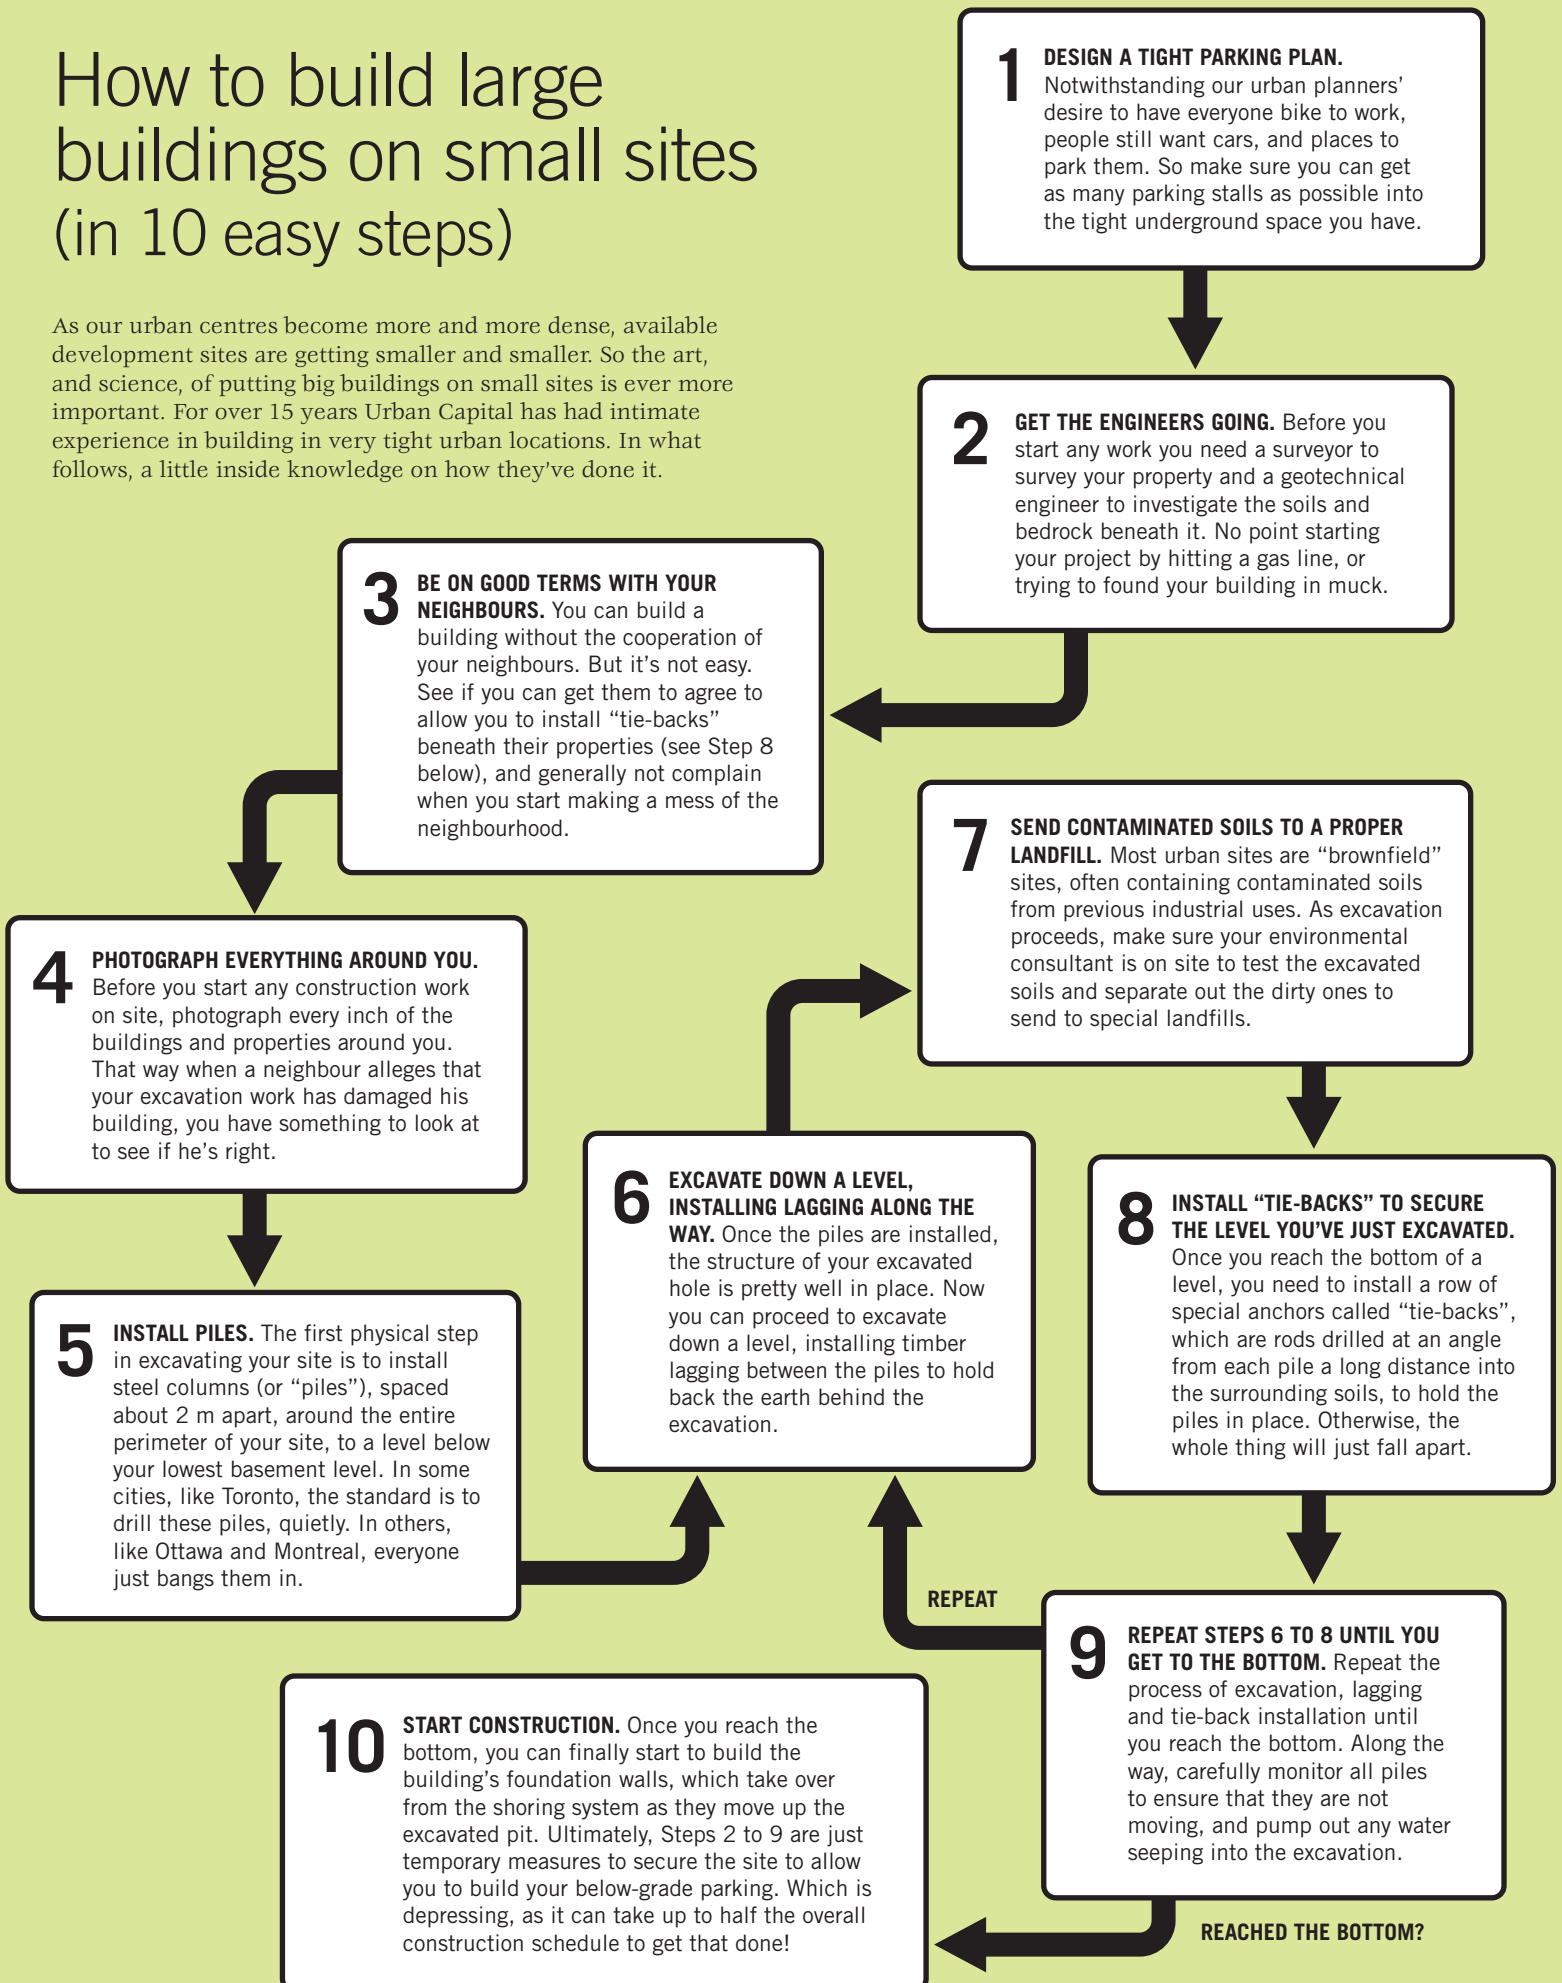 How to build large
buildings on small sites
(in 10 easy steps)
As our urban centres become more and more dense, available
development sites are getting smaller and smaller. So the art,
and science, of putting big buildings on small sites is ever more
important. For over 15 years Urban Capital has had intimate
experience in building in very tight urban locations. In what
follows, a little inside knowledge on how they’ve done it.
1
DESIGN A TIGHT PARKING PLAN.
Notwithstanding our urban planners’
desire to have everyone bike to work,
people still want cars, and places to
park them. So make sure you can get
as many parking stalls as possible into
the tight underground space you have.
2
GET THE ENGINEERS GOING. Before you
start any work you need a surveyor to
survey your property and a geotechnical
engineer to investigate the soils and
bedrock beneath it. No point starting
your project by hitting a gas line, or
trying to found your building in muck.
3
BE ON GOOD TERMS WITH YOUR
NEIGHBOURS. You can build a
building without the cooperation of
your neighbours. But it’s not easy.
See if you can get them to agree to
allow you to install “tie-backs”
beneath their properties (see Step 8
below), and generally not complain
when you start making a mess of the
neighbourhood.
4
PHOTOGRAPH EVERYTHING AROUND YOU.
Before you start any construction work
on site, photograph every inch of the
buildings and properties around you.
That way when a neighbour alleges that
your excavation work has damaged his
building, you have something to look at
to see if he’s right.
5
INSTALL PILES. The first physical step
in excavating your site is to install
steel columns (or “piles”), spaced
about 2 m apart, around the entire
perimeter of your site, to a level below
your lowest basement level. In some
cities, like Toronto, the standard is to
drill these piles, quietly. In others,
like Ottawa and Montreal, everyone
just bangs them in.
6
EXCAVATE DOWN A LEVEL,
INSTALLING LAGGING ALONG THE
WAY. Once the piles are installed,
the structure of your excavated
hole is pretty well in place. Now
you can proceed to excavate
down a level, installing timber
lagging between the piles to hold
back the earth behind the
excavation.
7
SEND CONTAMINATED SOILS TO A PROPER
LANDFILL. Most urban sites are “brownfield”
sites, often containing contaminated soils
from previous industrial uses. As excavation
proceeds, make sure your environmental
consultant is on site to test the excavated
soils and separate out the dirty ones to
send to special landfills.
8
INSTALL “TIE-BACKS” TO SECURE
THE LEVEL YOU’VE JUST EXCAVATED.
Once you reach the bottom of a
level, you need to install a row of
special anchors called “tie-backs”,
which are rods drilled at an angle
from each pile a long distance into
the surrounding soils, to hold the
piles in place. Otherwise, the
whole thing will just fall apart.
REPEAT
9
REPEAT STEPS 6 TO 8 UNTIL YOU
GET TO THE BOTTOM. Repeat the
process of excavation, lagging
and tie-back installation until
you reach the bottom. Along the
way, carefully monitor all piles
to ensure that they are not
moving, and pump out any water
seeping into the excavation.
REACHED THE BOTTOM?
10
START CONSTRUCTION. Once you reach the
bottom, you can finally start to build the
building’s foundation walls, which take over
from the shoring system as they move up the
excavated pit. Ultimately, Steps 2 to 9 are just
temporary measures to secure the site to allow
you to build your below-grade parking. Which is
depressing, as it can take up to half the overall
construction schedule to get that done!